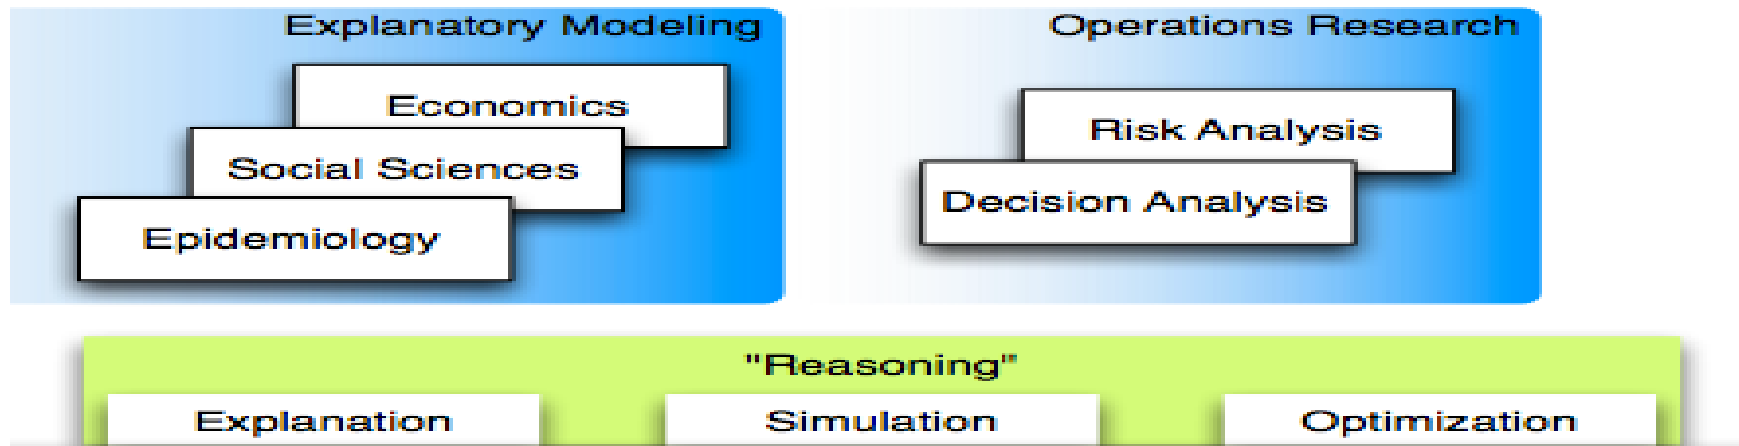 Explanatory Modeling
Economics
Social Sciences
Epidemiology
Operations Research
Risk Analysis
Decision Analysis
"Reasoning"
Explanation
Simulation
Optimization